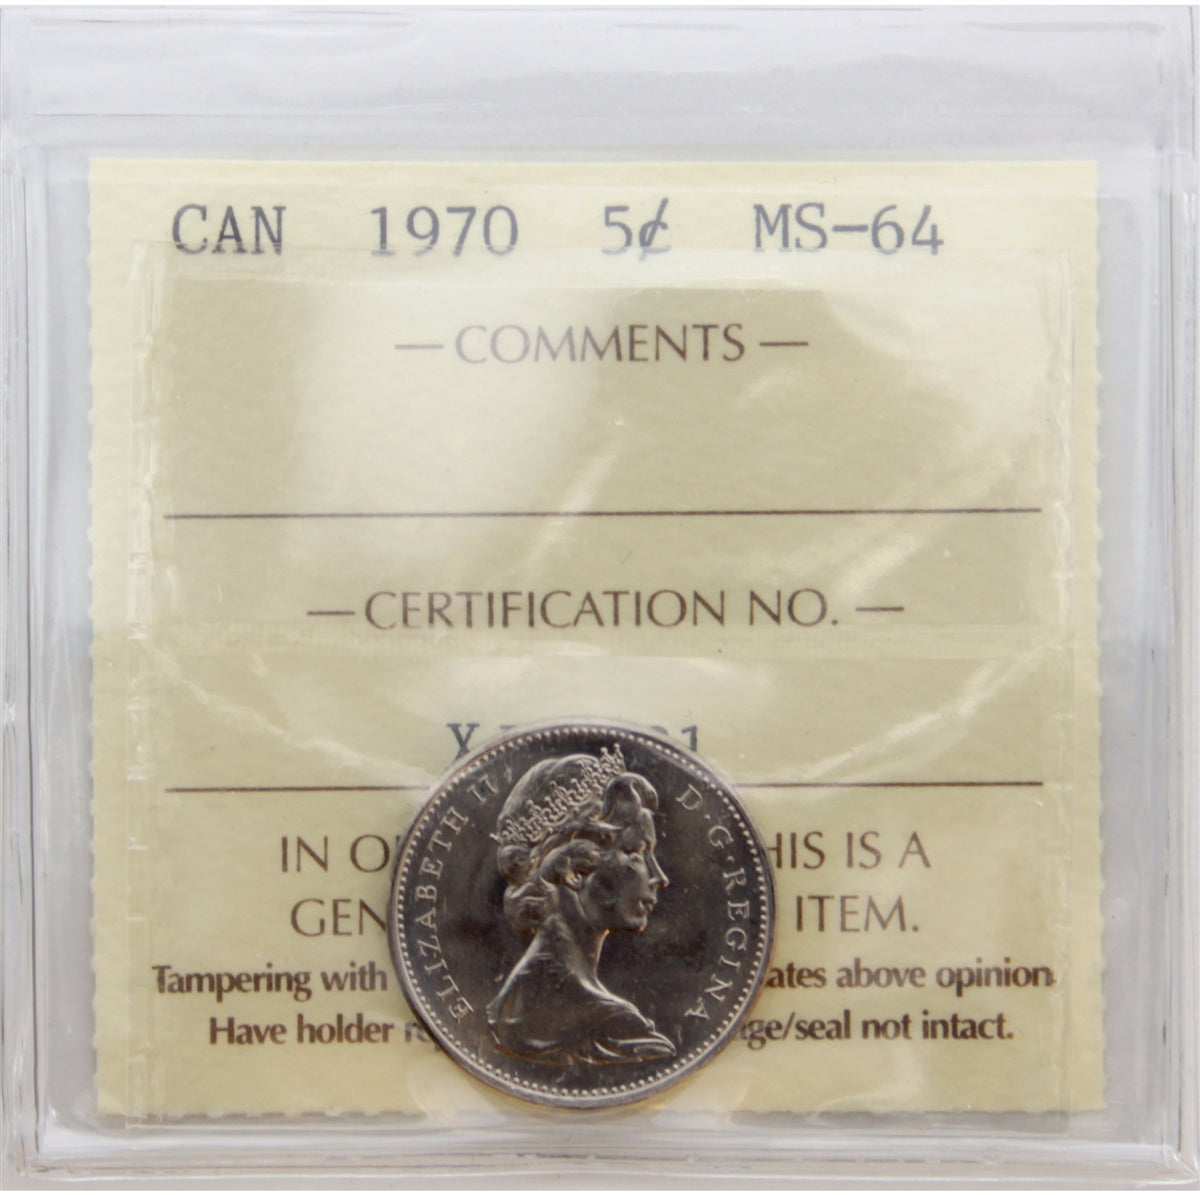 CAN 1970 5¢ MS-64
— COMMENTS —
— CERTIFICATION NO. —
IN HIS IS A
GEN ITEM.
Tampering with ates above opinion
Have holder ge/seal not intact.
ELIZABETH II D·G·REGINA